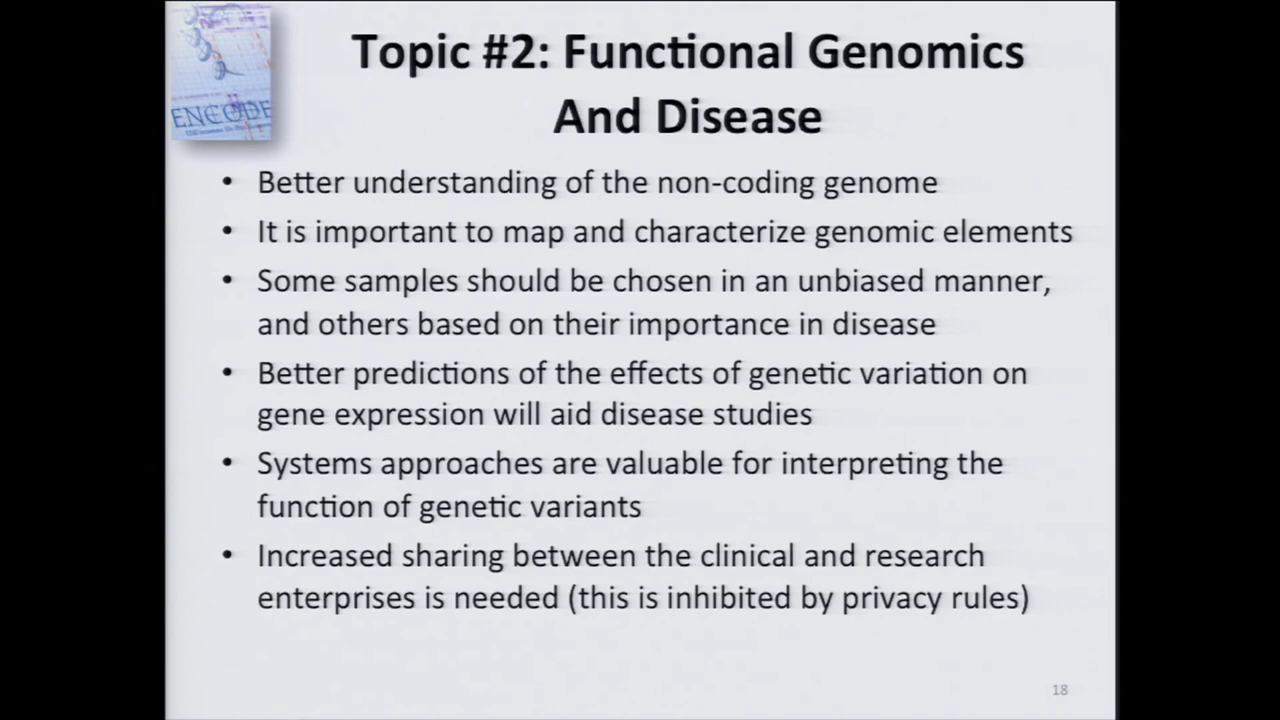 ENCODE
Topic #2: Functional Genomics
And Disease
• Better understanding of the non-coding genome
• It is important to map and characterize genomic elements
• Some samples should be chosen in an unbiased manner,
and others based on their importance in disease
• Better predictions of the effects of genetic variation on
gene expression will aid disease studies
• Systems approaches are valuable for interpreting the
function of genetic variants
• Increased sharing between the clinical and research
enterprises is needed (this is inhibited by privacy rules)
18